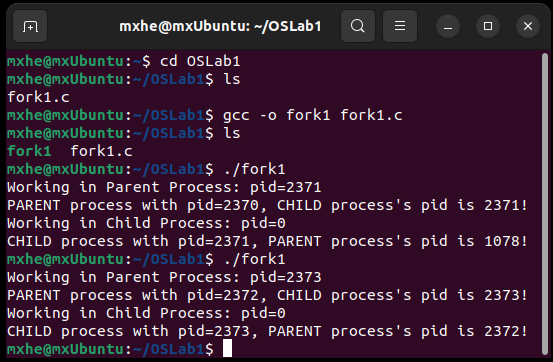 mxhe@mxUbuntu: ~/OSLab1
mxhe@mxUbuntu:~$ cd OSLab1
mxhe@mxUbuntu:~/OSLab1$ ls
fork1.c
mxhe@mxUbuntu:~/OSLab1$ gcc -o fork1 fork1.c
mxhe@mxUbuntu:~/OSLab1$ ls
fork1  fork1.c
mxhe@mxUbuntu:~/OSLab1$ ./fork1
Working in Parent Process: pid=2371
PARENT process with pid=2370, CHILD process's pid is 2371!
Working in Child Process: pid=0
CHILD process with pid=2371, PARENT process's pid is 1078!
mxhe@mxUbuntu:~/OSLab1$ ./fork1
Working in Parent Process: pid=2373
PARENT process with pid=2372, CHILD process's pid is 2373!
Working in Child Process: pid=0
CHILD process with pid=2373, PARENT process's pid is 2372!
mxhe@mxUbuntu:~/OSLab1$